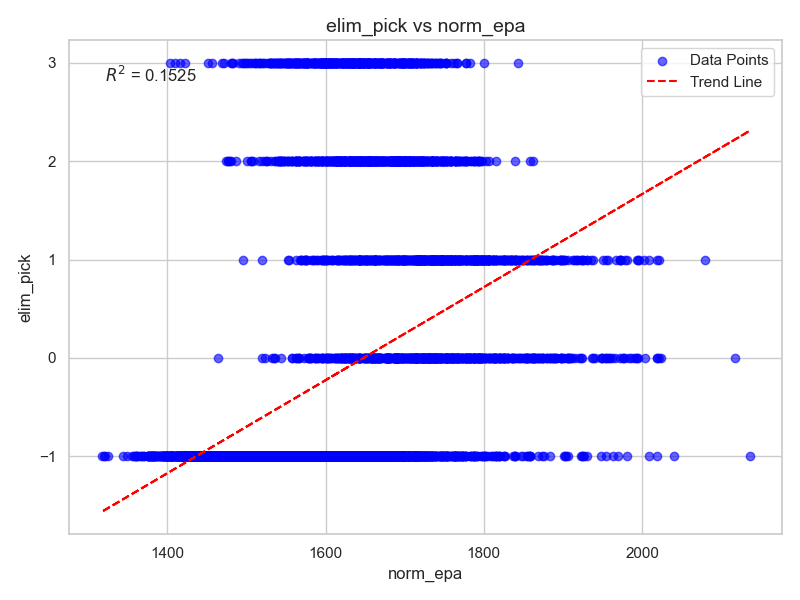 elim_pick vs norm_epa
R² = 0.1525
Data Points
Trend Line
3
2
1
0
−1
elim_pick
1400
1600
1800
2000
norm_epa